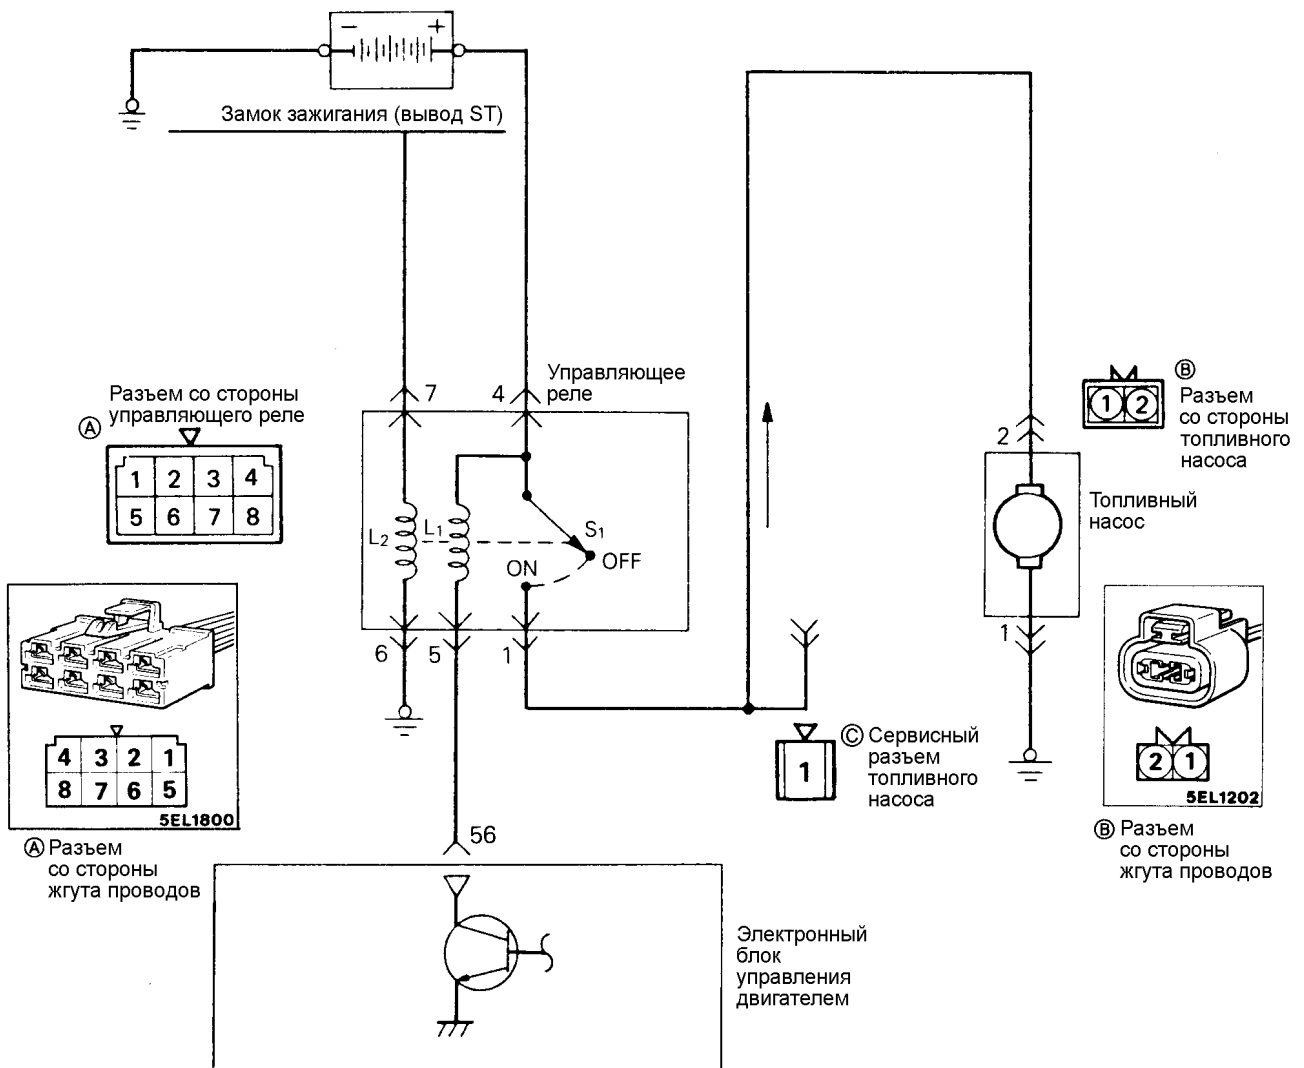 − +
Замок зажигания (вывод ST)
7
4
Управляющее
реле
Разъем со стороны
управляющего реле
A
1 2 3 4
5 6 7 8
L2
L1
S1
OFF
ON
6
5
1
2
1
B
Разъем
со стороны
топливного
насоса
1 2
Топливный
насос
4 3 2 1
8 7 6 5
5EL1800
A Разъем
со стороны
жгута проводов
C Сервисный
разъем
топливного
насоса
1
2 1
5EL1202
B Разъем
со стороны
жгута проводов
56
Электронный
блок
управления
двигателем